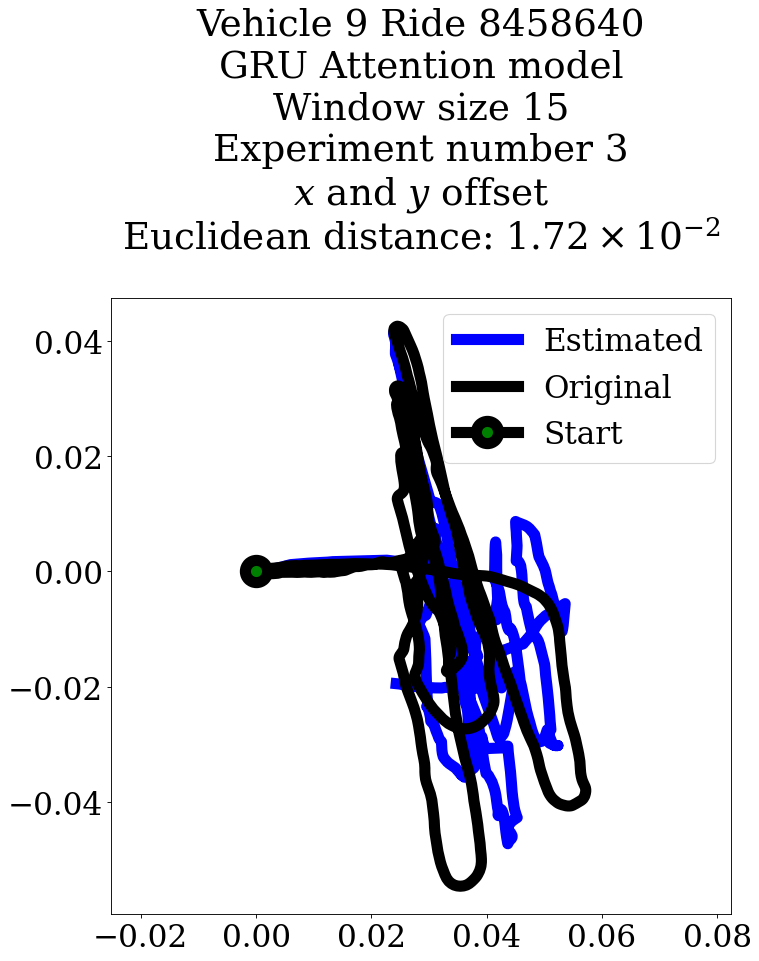 Vehicle 9 Ride 8458640
GRU Attention model
Window size 15
Experiment number 3
x and y offset
Euclidean distance: 1.72 × 10⁻²
Estimated
Original
Start
0.04
0.02
0.00
−0.02
−0.04
−0.02 0.00 0.02 0.04 0.06 0.08